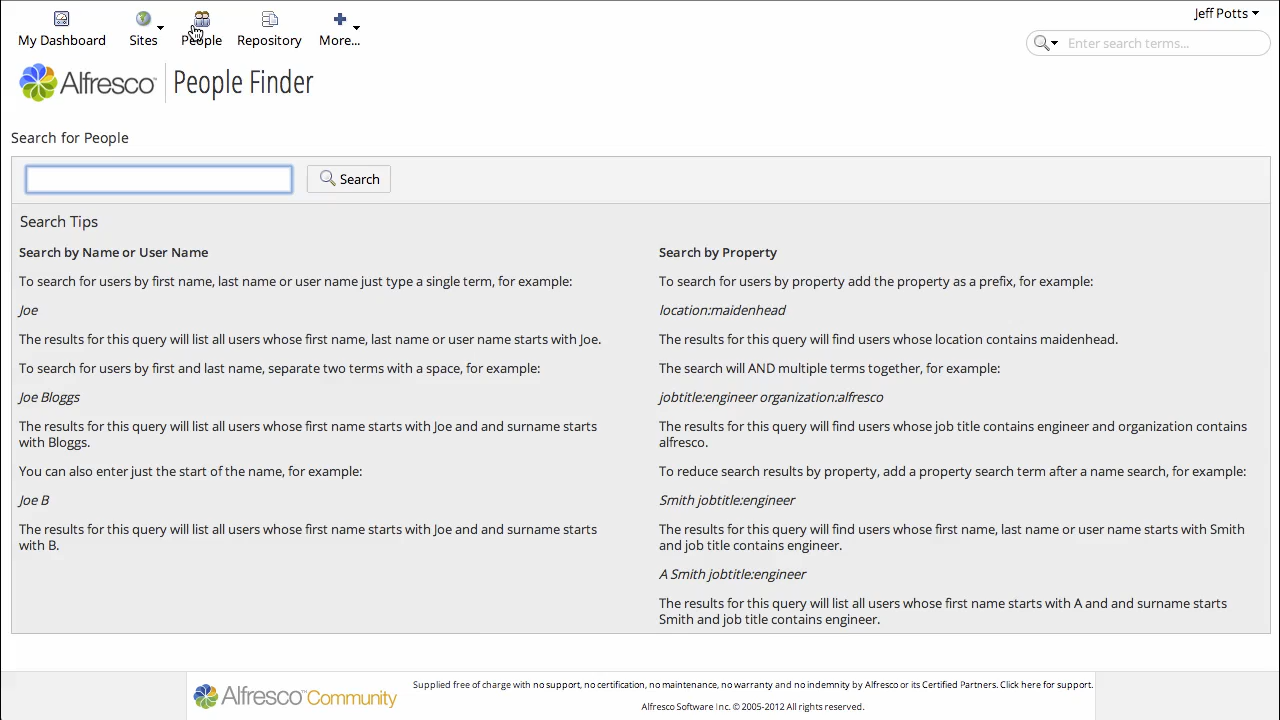 My Dashboard
Sites
People
Repository
More...
Jeff Potts
Enter search terms...
Alfresco™
People Finder
Search for People
Search
Search Tips
Search by Name or User Name
To search for users by first name, last name or user name just type a single term, for example:
Joe
The results for this query will list all users whose first name, last name or user name starts with Joe.
To search for users by first and last name, separate two terms with a space, for example:
Joe Bloggs
The results for this query will list all users whose first name starts with Joe and and surname starts
with Bloggs.
You can also enter just the start of the name, for example:
Joe B
The results for this query will list all users whose first name starts with Joe and and surname starts
with B.
Search by Property
To search for users by property add the property as a prefix, for example:
location:maidenhead
The results for this query will find users whose location contains maidenhead.
The search will AND multiple terms together, for example:
jobtitle:engineer organization:alfresco
The results for this query will find users whose job title contains engineer and organization contains
alfresco.
To reduce search results by property, add a property search term after a name search, for example:
Smith jobtitle:engineer
The results for this query will find users whose first name, last name or user name starts with Smith
and job title contains engineer.
A Smith jobtitle:engineer
The results for this query will list all users whose first name starts with A and and surname starts
Smith and job title contains engineer.
Alfresco™ Community
Supplied free of charge with no support, no certification, no maintenance, no warranty and no indemnity by Alfresco or its Certified Partners. Click here for support.
Alfresco Software Inc. © 2005-2012 All rights reserved.